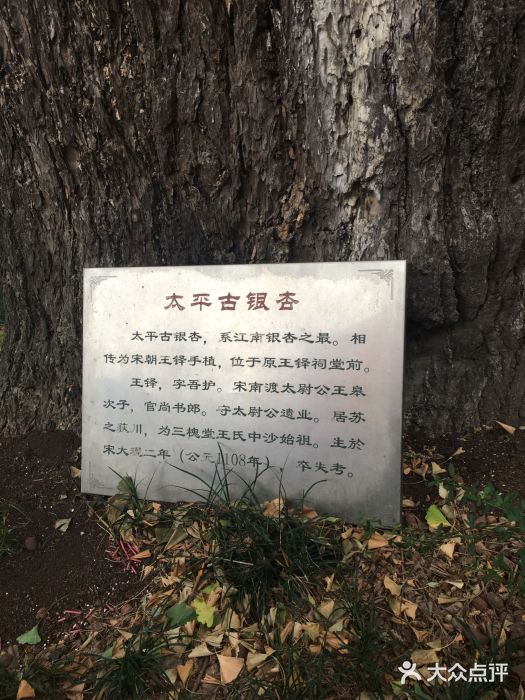 太平古银杏
太平古银杏，系江南银杏之最。相
传为宋朝王铎手植，位于原王铎祠堂前。
王铎，字吾护。宋南渡太尉公王皋
次子，官尚书郎。守太尉公遗业。居苏
之荻川，为三槐堂王氏中沙始祖。生於
宋大观二年（公元1108年），卒失考。
大众点评